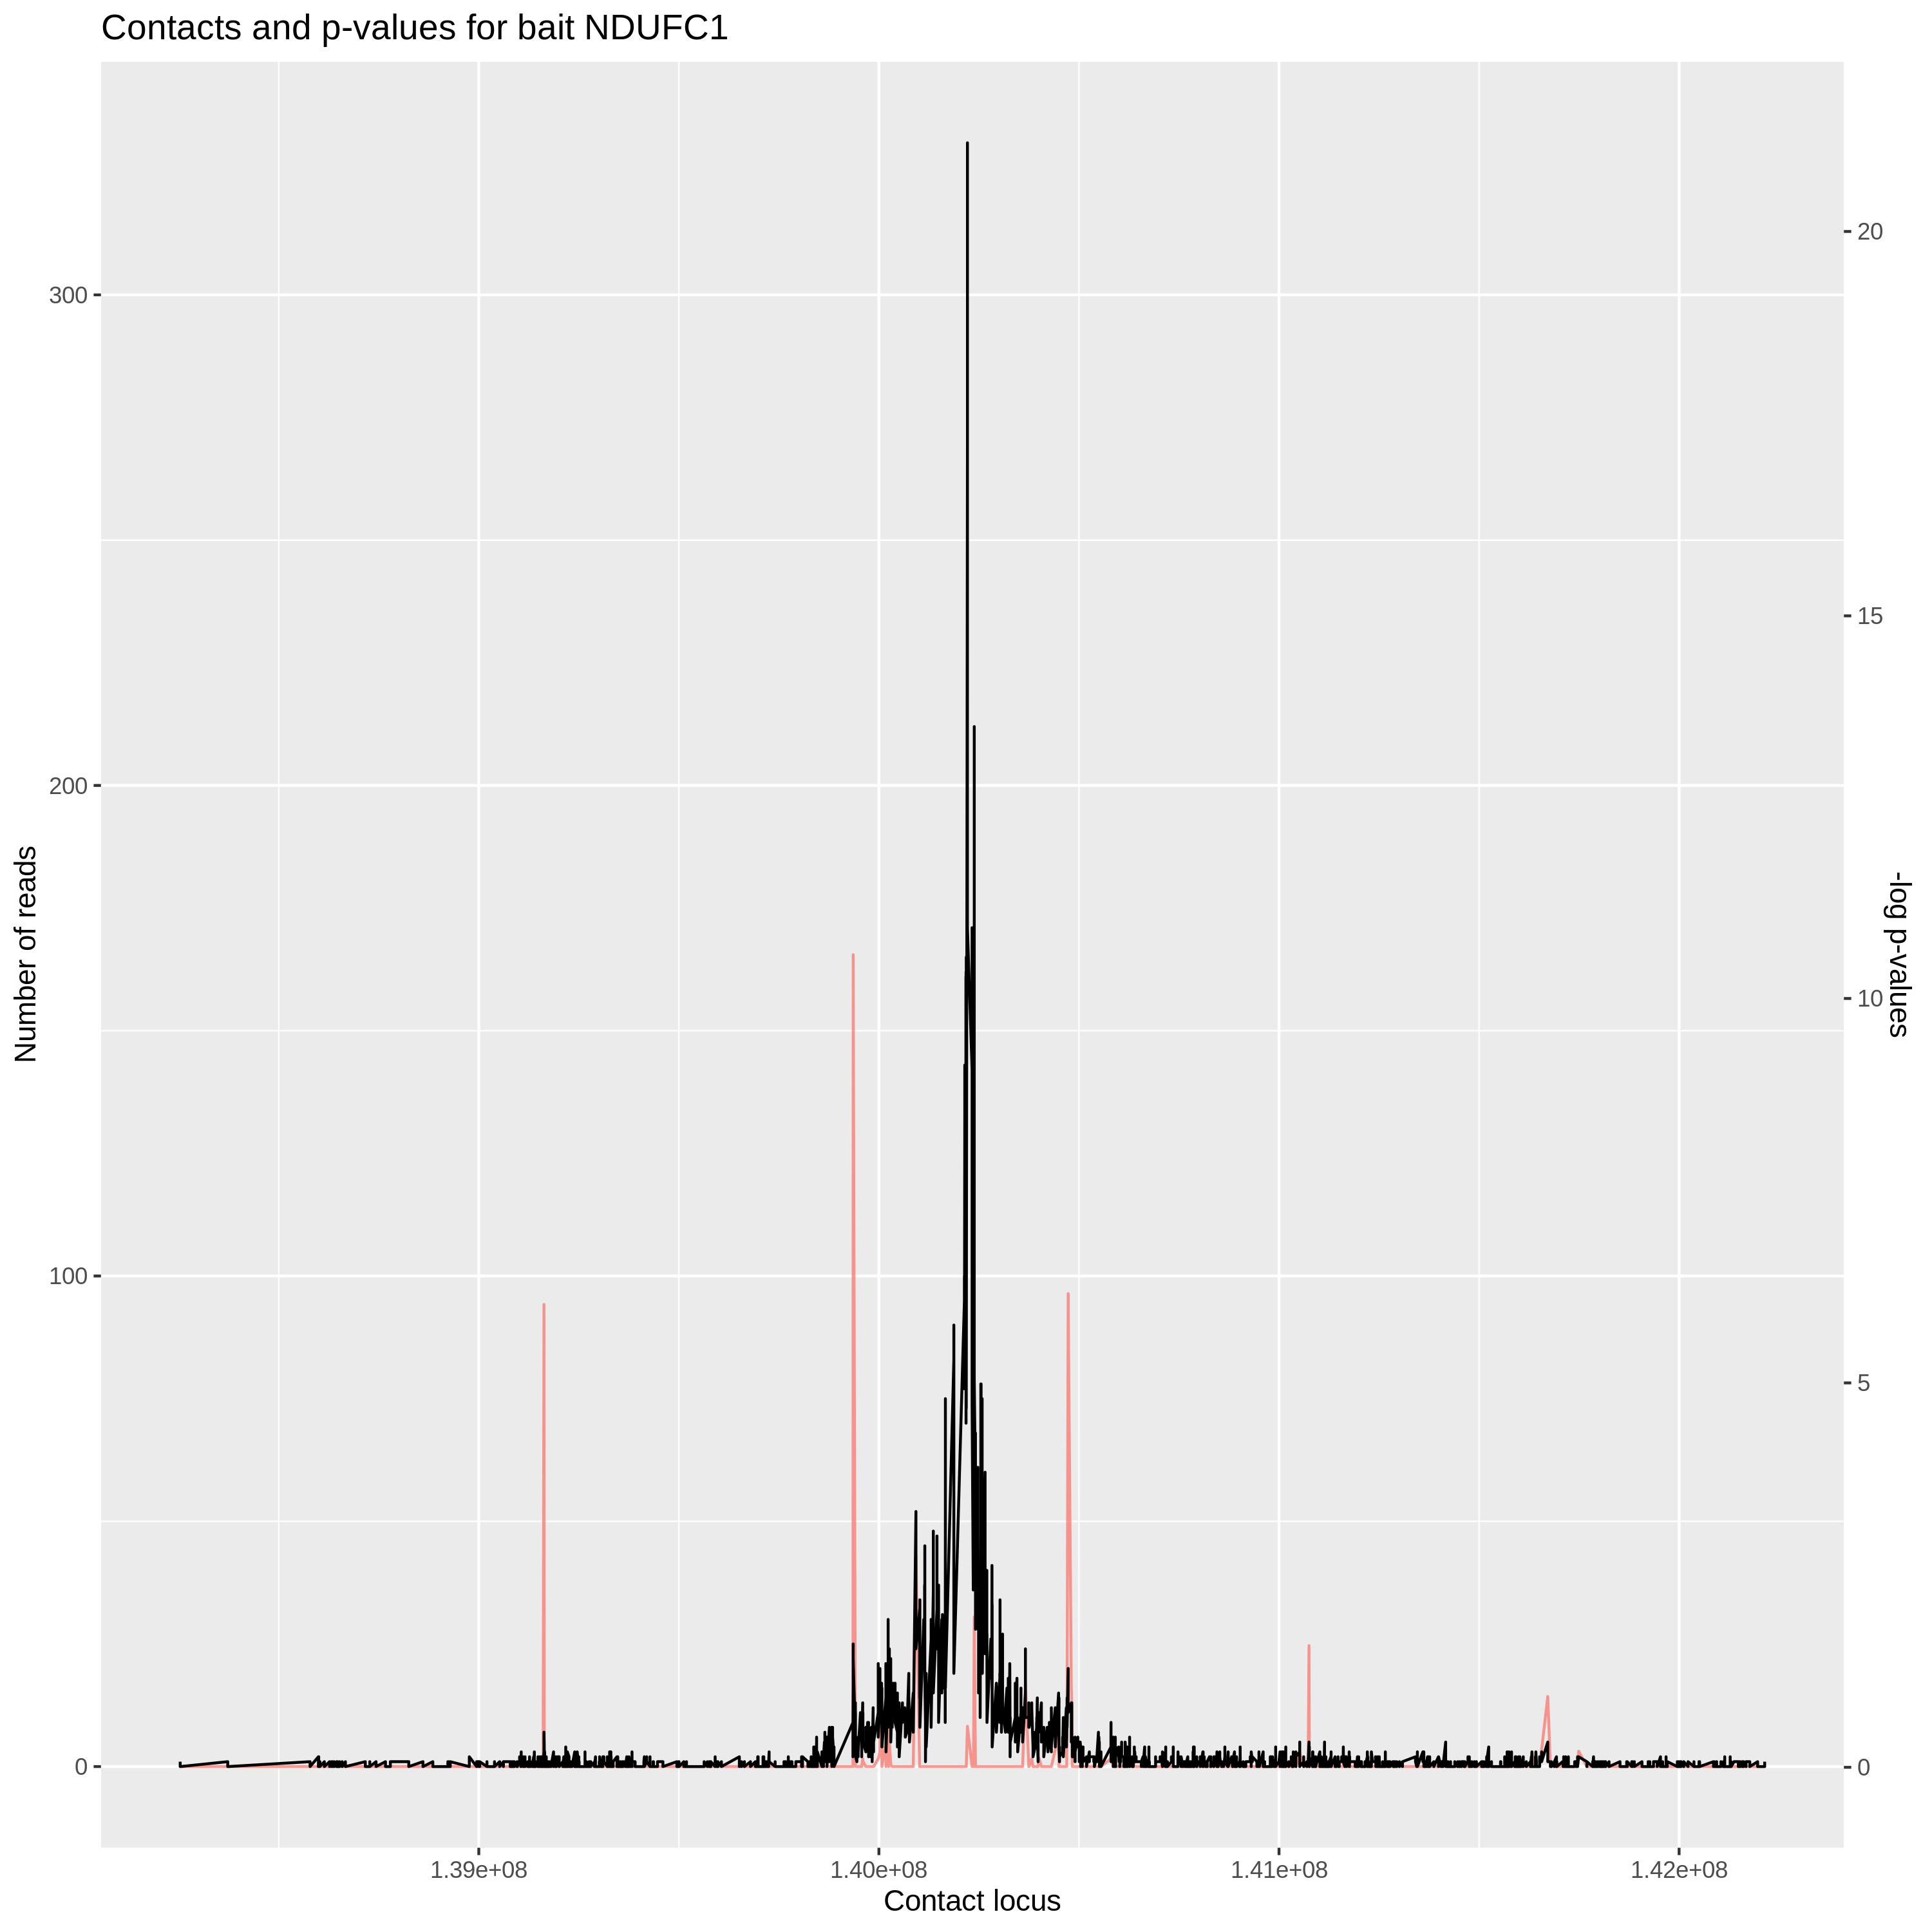 Contacts and p-values for bait NDUFC1
300
200
100
0
Number of reads
20
15
10
5
0
-log p-values
1.39e+08
1.40e+08
1.41e+08
1.42e+08
Contact locus